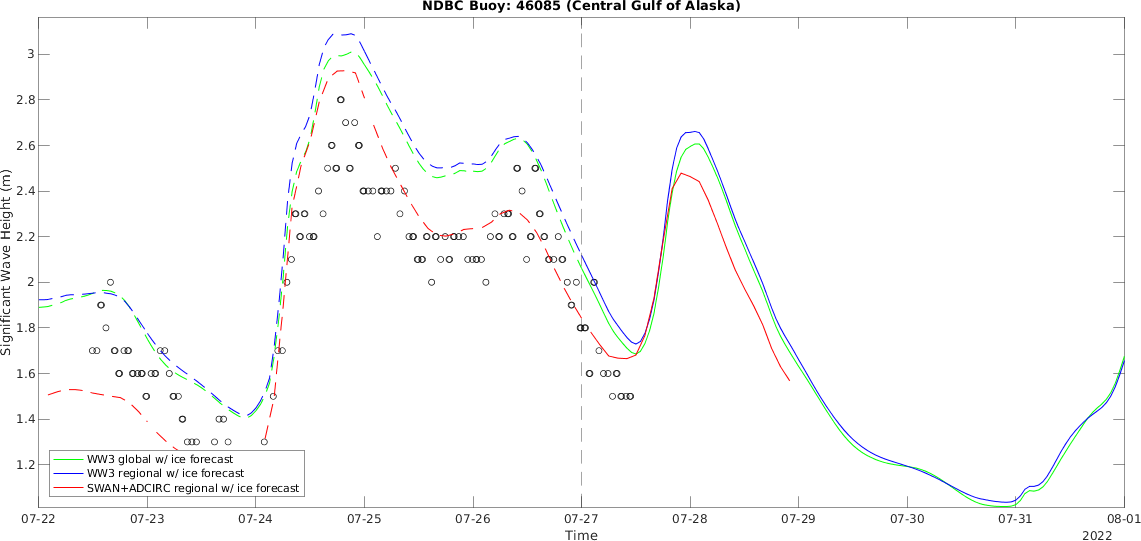 NDBC Buoy: 46085 (Central Gulf of Alaska)
Significant Wave Height (m)
3
2.8
2.6
2.4
2.2
2
1.8
1.6
1.4
1.2
WW3 global w/ ice forecast
WW3 regional w/ ice forecast
SWAN+ADCIRC regional w/ ice forecast
07-22 07-23 07-24 07-25 07-26 07-27 07-28 07-29 07-30 07-31 08-01
Time
2022